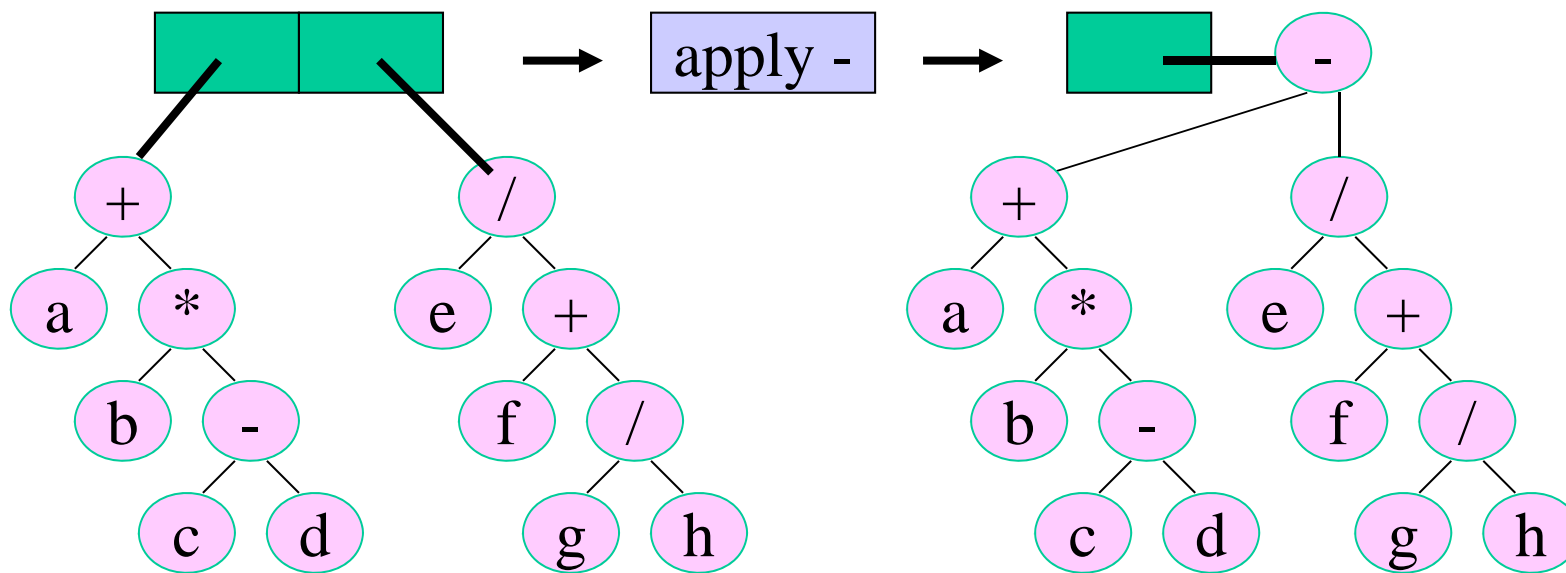 apply - -
+ / + /
a * e + a * e +
b - f / b - f /
c d g h c d g h